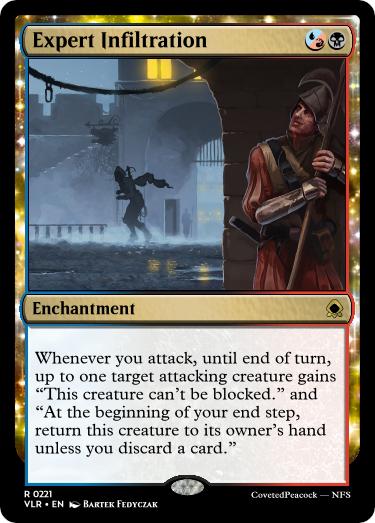 Expert Infiltration
Enchantment
Whenever you attack, until end of turn,
up to one target attacking creature gains
“This creature can’t be blocked.” and
“At the beginning of your end step,
return this creature to its owner’s hand
unless you discard a card.”
R 0221
VLR • EN Bartek Fedyczak
CovetedPeacock — NFS